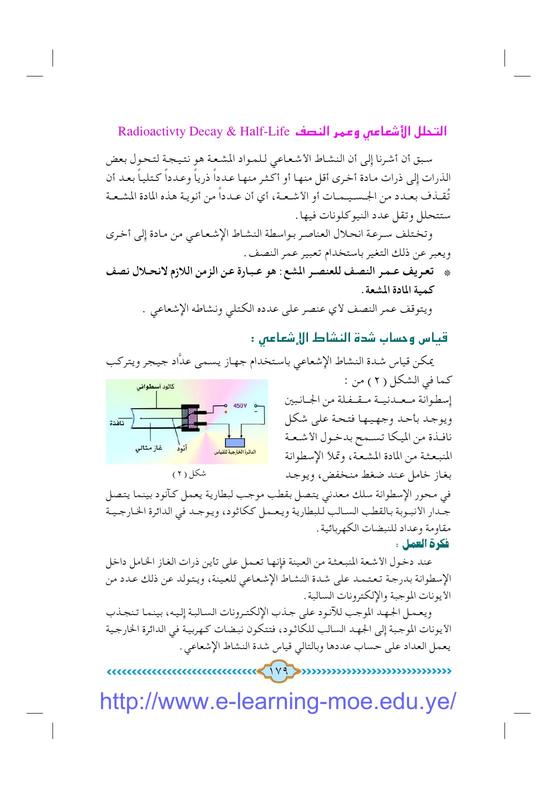 التحلل الأشعاعي وعمر النصف Radioactivty Decay & Half-Life
سبق أن أشرنا إلى أن النشاط الأشعاعي للمواد المشعة هو نتيجة لتحول بعض
الذرات إلى ذرات مادة أخرى أقل منها أو أكثر منها عدداً ذرياً وعدداً كتلياً بعد أن
تُقذف بعدد من الجسيمات أو الأشعة، أي أن عدداً من أنوية هذه المادة المشعة
ستتحلل وتقل عدد النيوكلونات فيها.
وتختلف سرعة انحلال العناصر بواسطة النشاط الإشعاعي من مادة إلى أخرى
ويعبر عن ذلك التغير باستخدام تعبير عمر النصف.
* تعريف عمر النصف للعنصر المشع: هو عبارة عن الزمن اللازم لانحلال نصف
كمية المادة المشعة.
ويتوقف عمر النصف لأي عنصر على عدده الكتلي ونشاطه الإشعاعي .
قياس وحساب شدة النشاط الإشعاعي :
يمكن قياس شدة النشاط الإشعاعي باستخدام جهاز يسمى عدَّاد جيجر ويتركب
كما في الشكل ( ٢ ) من :
إسطوانة معدنية مقفلة من الجانبين
ويوجد بأحد وجهيها فتحة على شكل
نافذة من الميكا تسمح بدخول الأشعة
المنبعثة من المادة المشعة، وتملأ الإسطوانة
بغاز خامل عند ضغط منخفض، ويوجد
كاثود أسطواني
450V
نافذة
أنود
غاز مثالي
الدائرة الخارجية للقياس
شكل ( ٢ )
في محور الإسطوانة سلك معدني يتصل بقطب موجب لبطارية يعمل كآنود بينما يتصل
جدار الانبوبة بالقطب السالب للبطارية ويعمل ككاثود، ويوجد في الدائرة الخارجية
مقاومة وعداد للنبضات الكهربائية.
فكرة العمل :
عند دخول الأشعة المنبعثة من العينة فإنها تعمل على تأين ذرات الغاز الخامل داخل
الإسطوانة بدرجة تعتمد على شدة النشاط الإشعاعي للعينة، ويتولد عن ذلك عدد من
الآيونات الموجبة والإلكترونات السالبة.
ويعمل الجهد الموجب للآنود على جذب الإلكترونات السالبة إليه، بينما تنجذب
الآيونات الموجبة إلى الجهد السالب للكاثود، فتتكون نبضات كهربية في الدائرة الخارجية
يعمل العداد على حساب عددها وبالتالي قياس شدة النشاط الإشعاعي.
١٧٩
http://www.e-learning-moe.edu.ye/